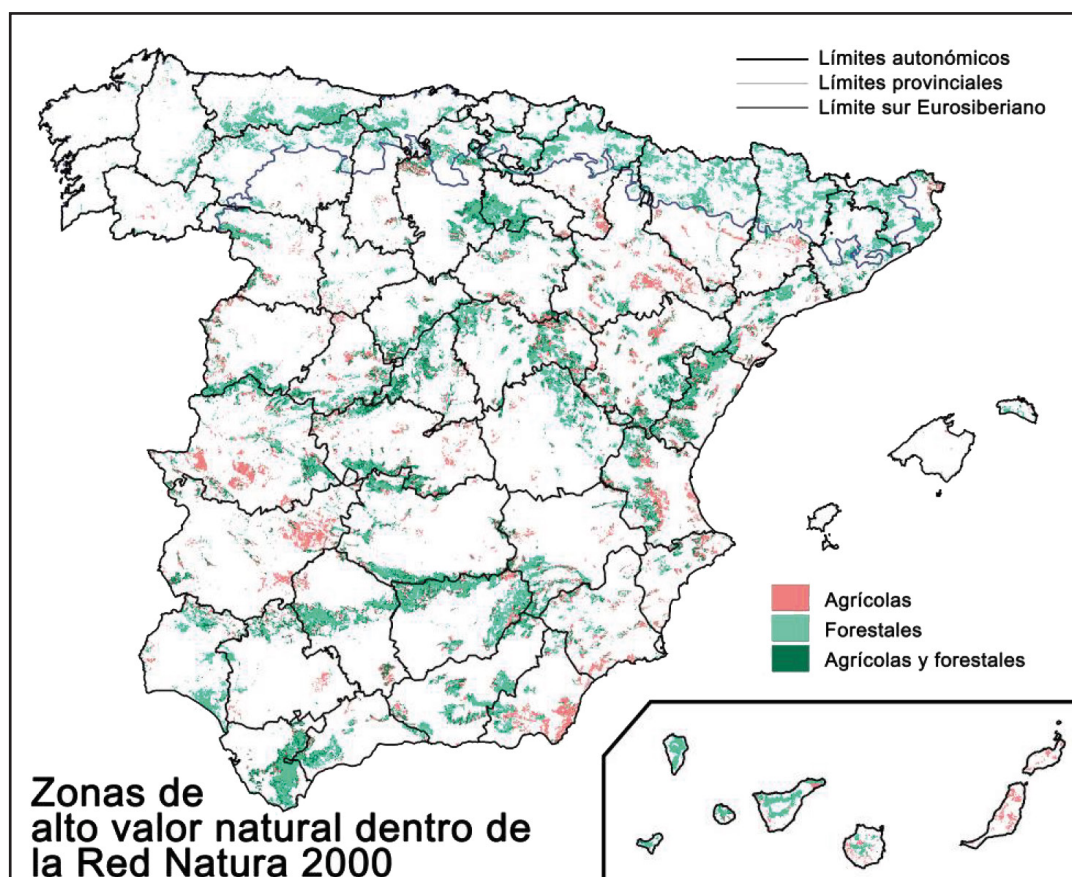 Límites autonómicos
Límites provinciales
Límite sur Eurosiberiano
Agrícolas
Forestales
Agrícolas y forestales
Zonas de
alto valor natural dentro de
la Red Natura 2000